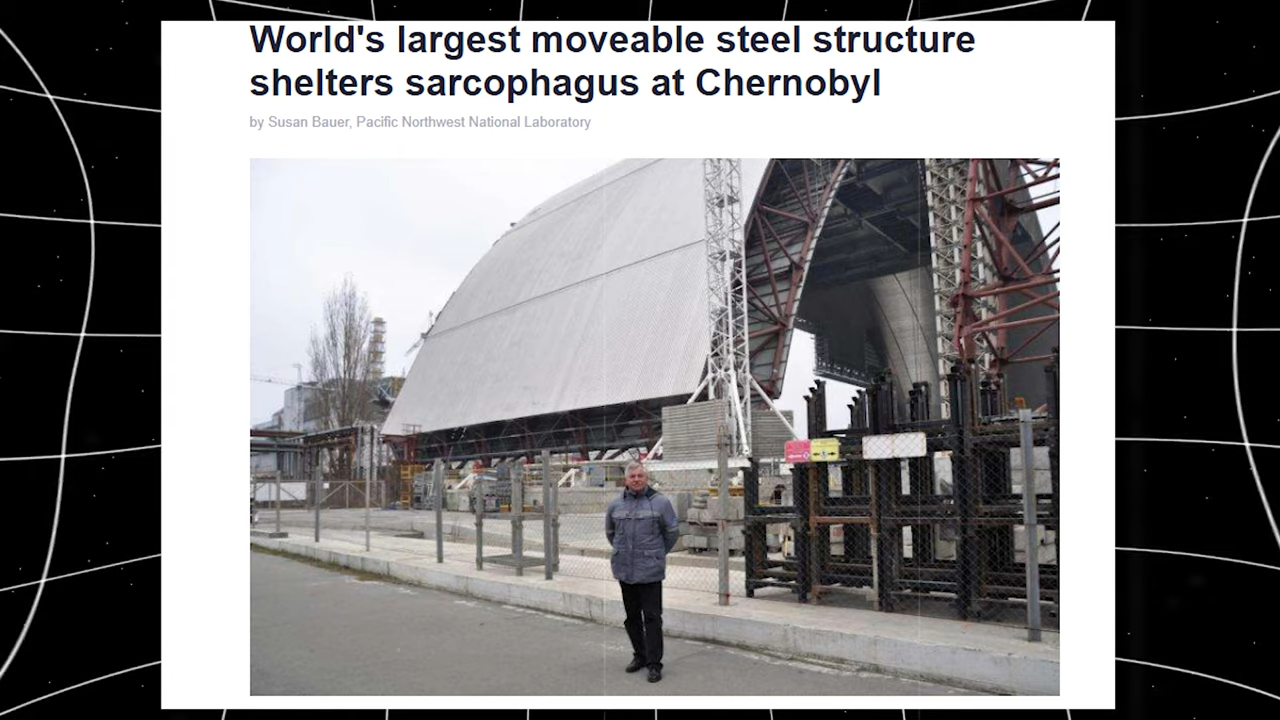 World's largest moveable steel structure
shelters sarcophagus at Chernobyl
by Susan Bauer, Pacific Northwest National Laboratory